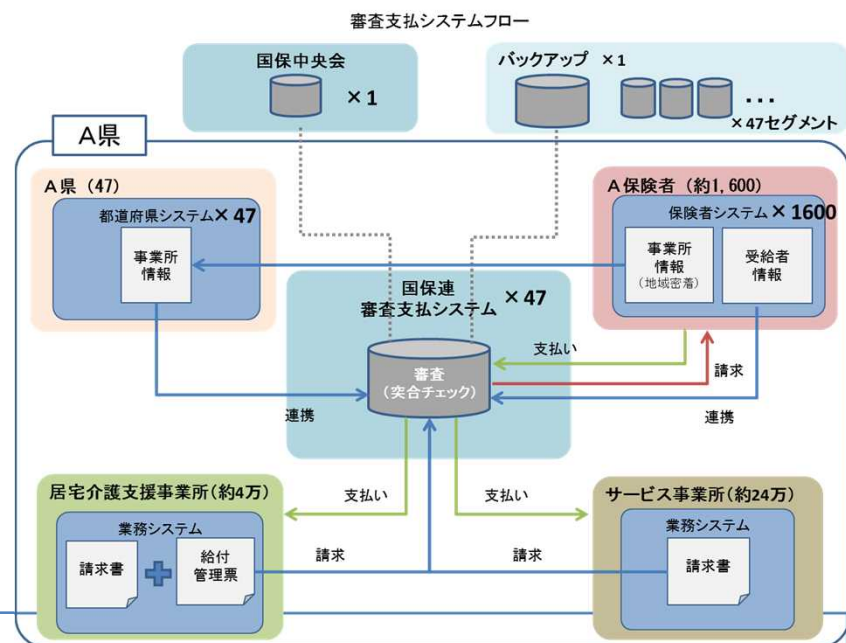 審査支払システムフロー
国保中央会
×1
バックアップ ×1
...
×47セグメント
A県
A県 (47)
都道府県システム×47
事業所
情報
A保険者 (約1,600)
保険者システム×1600
事業所
情報
(地域密着)
受給者
情報
国保連
審査支払システム ×47
審査
(突合チェック)
支払い
請求
連携
連携
居宅介護支援事業所(約4万)
業務システム
請求書
給付
管理票
支払い
支払い
請求
請求
サービス事業所(約24万)
業務システム
請求書